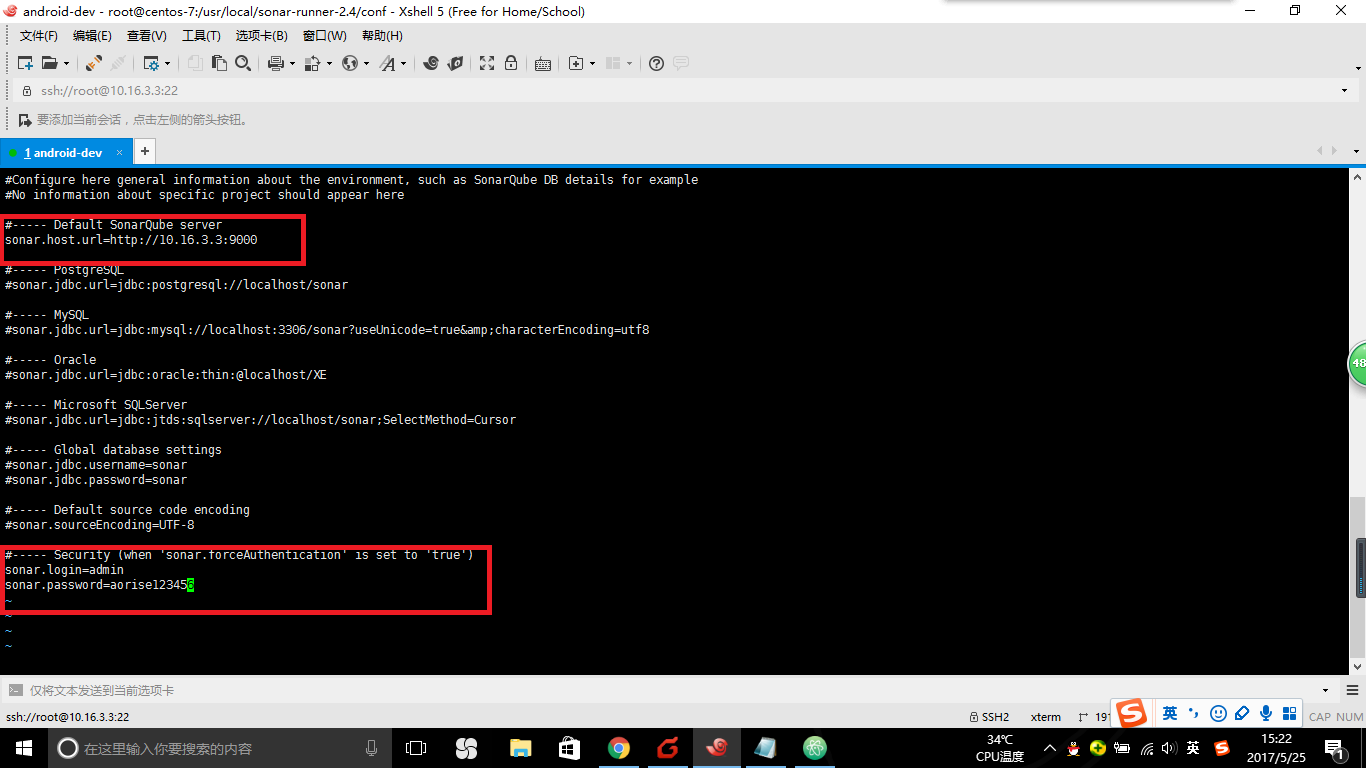 android-dev - root@centos-7:/usr/local/sonar-runner-2.4/conf - Xshell 5 (Free for Home/School)
文件(F) 编辑(E) 查看(V) 工具(T) 选项卡(B) 窗口(W) 帮助(H)
ssh://root@10.16.3.3:22
要添加当前会话，点击左侧的箭头按钮。
1 android-dev × +
#Configure here general information about the environment, such as SonarQube DB details for example
#No information about specific project should appear here
#----- Default SonarQube server
sonar.host.url=http://10.16.3.3:9000
#----- PostgreSQL
#sonar.jdbc.url=jdbc:postgresql://localhost/sonar
#----- MySQL
#sonar.jdbc.url=jdbc:mysql://localhost:3306/sonar?useUnicode=true&amp;characterEncoding=utf8
#----- Oracle
#sonar.jdbc.url=jdbc:oracle:thin:@localhost/XE
#----- Microsoft SQLServer
#sonar.jdbc.url=jdbc:jtds:sqlserver://localhost/sonar;SelectMethod=Cursor
#----- Global database settings
#sonar.jdbc.username=sonar
#sonar.jdbc.password=sonar
#----- Default source code encoding
#sonar.sourceEncoding=UTF-8
#----- Security (when 'sonar.forceAuthentication' is set to 'true')
sonar.login=admin
sonar.password=aorise123456
~
~
~
~
48
仅将文本发送到当前选项卡
ssh://root@10.16.3.3:22 SSH2 xterm 191 英 CAP NUM
在这里输入你要搜索的内容 34℃ CPU温度 英 15:22 2017/5/25 1